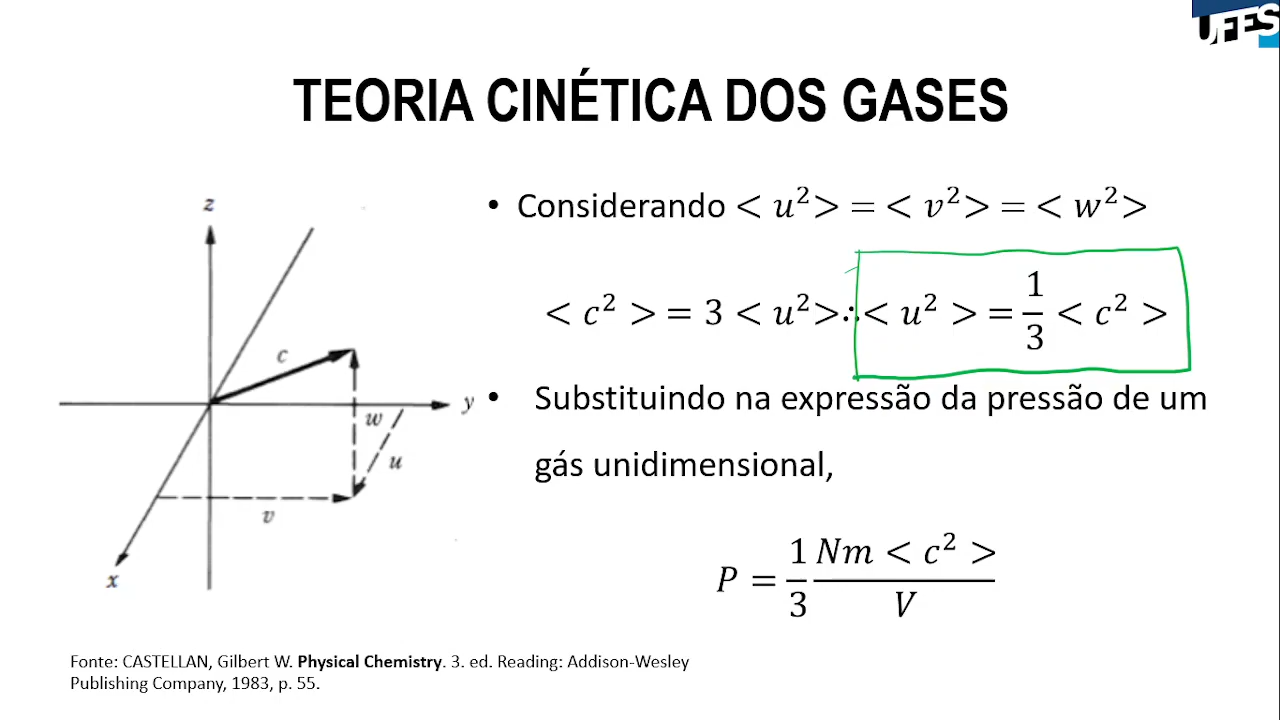 UFES
TEORIA CINÉTICA DOS GASES
z
c
y
w
u
v
x
• Considerando < u² > = < v² > = < w² >
< c² > = 3 < u² > ∴ < u² > = 1/3 < c² >
• Substituindo na expressão da pressão de um
gás unidimensional,
P = 1/3 Nm < c² > / V
Fonte: CASTELLAN, Gilbert W. Physical Chemistry. 3. ed. Reading: Addison-Wesley
Publishing Company, 1983, p. 55.